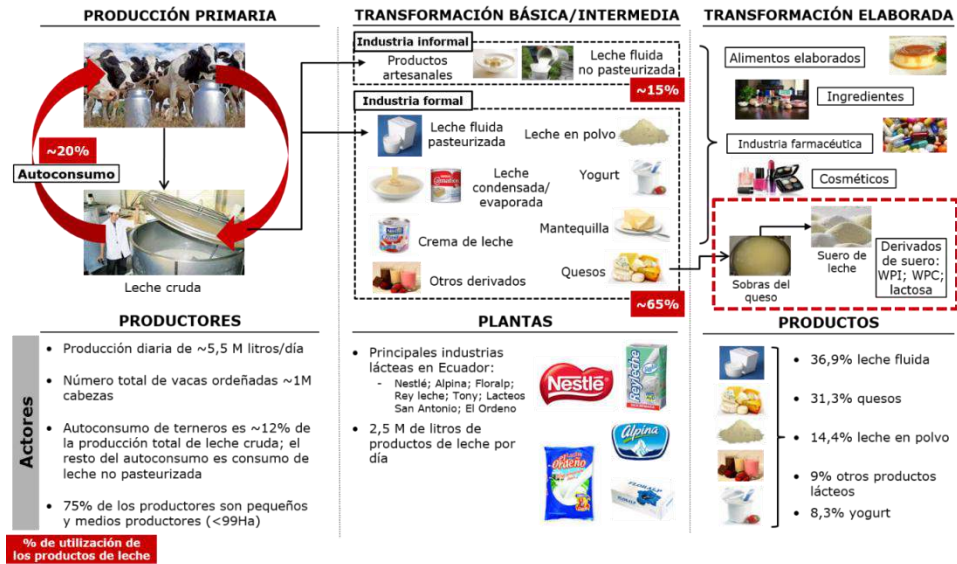 PRODUCCIÓN PRIMARIA
~20%
Autoconsumo
Leche cruda
TRANSFORMACIÓN BÁSICA/INTERMEDIA
Industria informal
Productos
artesanales
Leche fluida
no pasteurizada
~15%
Industria formal
Leche fluida
pasteurizada
Leche en polvo
Leche
condensada/
evaporada
Yogurt
Crema de leche
Mantequilla
Otros derivados
Quesos
~65%
TRANSFORMACIÓN ELABORADA
Alimentos elaborados
Ingredientes
Industria farmacéutica
Cosméticos
Sobras del
queso
Suero de
leche
Derivados
de suero:
WPI; WPC;
lactosa
Actores
PRODUCTORES
• Producción diaria de ~5,5 M litros/día
• Número total de vacas ordeñadas ~1M
cabezas
• Autoconsumo de terneros es ~12% de
la producción total de leche cruda; el
resto del autoconsumo es consumo de
leche no pasteurizada
• 75% de los productores son pequeños
y medios productores (<99Ha)
% de utilización de
los productos de leche
PLANTAS
• Principales industrias
lácteas en Ecuador:
- Nestlé; Alpina; Floralp;
Rey leche; Tony; Lacteos
San Antonio; El Ordeno
• 2,5 M de litros de
productos de leche por
día
Nestlé
Reyleche
Alpina
Ordeño
FLORALP
PRODUCTOS
• 36,9% leche fluida
• 31,3% quesos
• 14,4% leche en polvo
• 9% otros productos
lácteos
• 8,3% yogurt